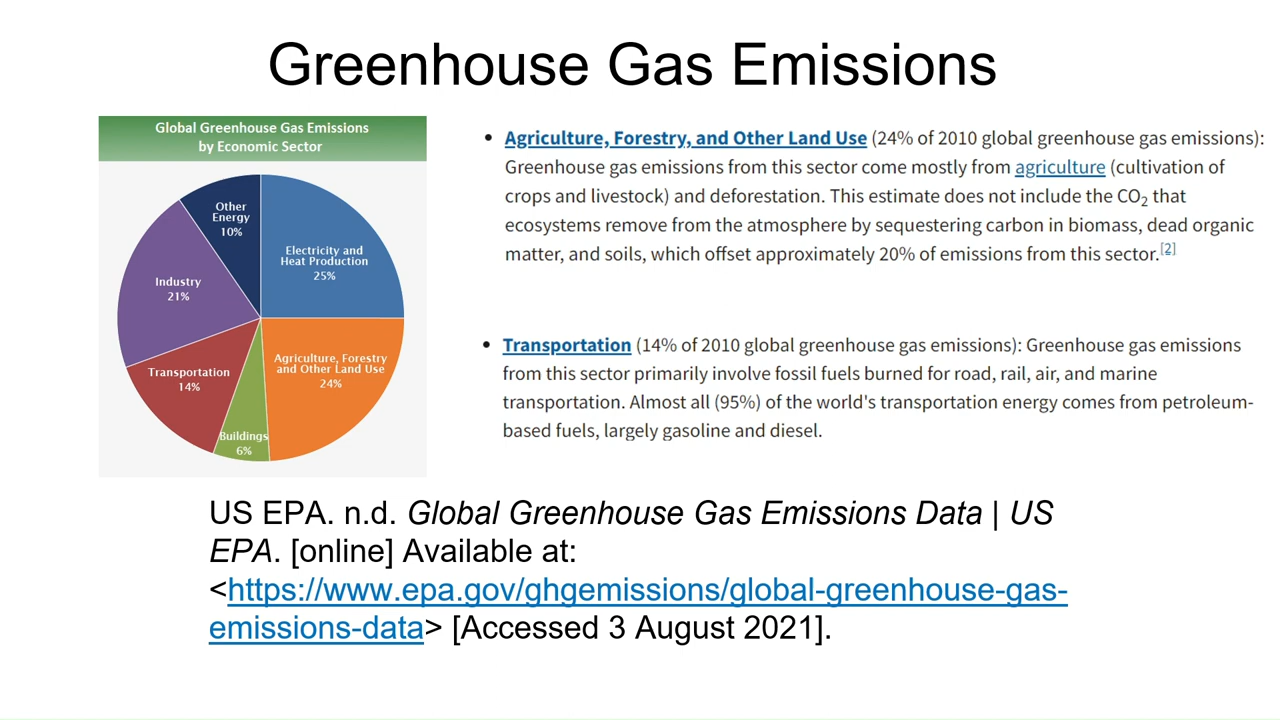 Greenhouse Gas Emissions
Global Greenhouse Gas Emissions
by Economic Sector
Other
Energy
10%
Electricity and
Heat Production
25%
Industry
21%
Agriculture, Forestry
and Other Land Use
24%
Transportation
14%
Buildings
6%
• Agriculture, Forestry, and Other Land Use (24% of 2010 global greenhouse gas emissions):
Greenhouse gas emissions from this sector come mostly from agriculture (cultivation of
crops and livestock) and deforestation. This estimate does not include the CO₂ that
ecosystems remove from the atmosphere by sequestering carbon in biomass, dead organic
matter, and soils, which offset approximately 20% of emissions from this sector.[2]
• Transportation (14% of 2010 global greenhouse gas emissions): Greenhouse gas emissions
from this sector primarily involve fossil fuels burned for road, rail, air, and marine
transportation. Almost all (95%) of the world's transportation energy comes from petroleum-
based fuels, largely gasoline and diesel.
US EPA. n.d. Global Greenhouse Gas Emissions Data | US
EPA. [online] Available at:
<https://www.epa.gov/ghgemissions/global-greenhouse-gas-
emissions-data> [Accessed 3 August 2021].